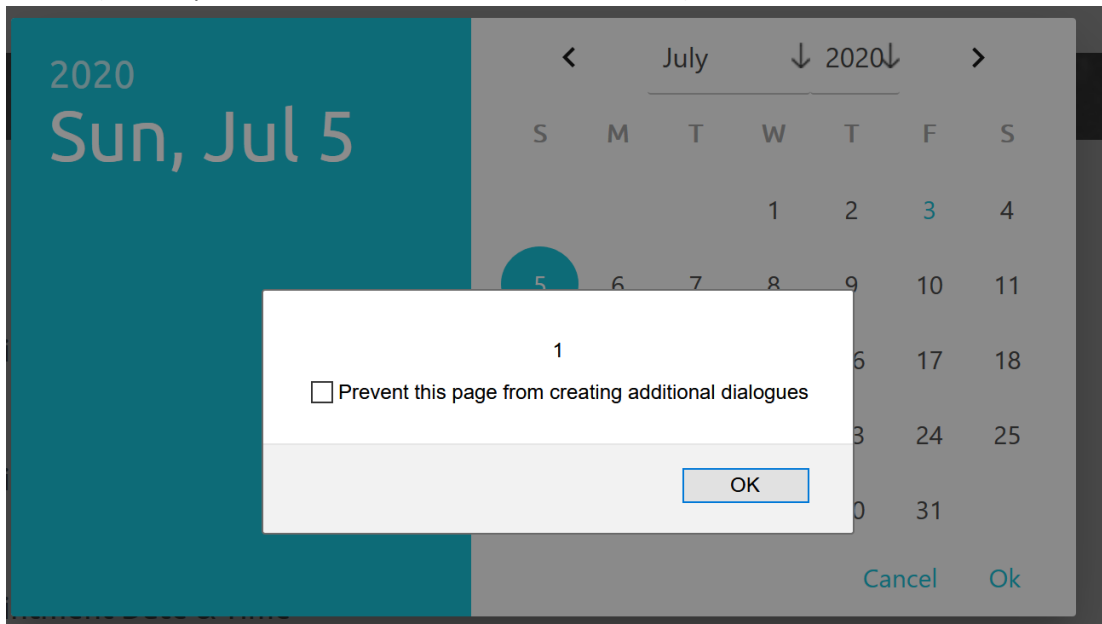 2020
Sun, Jul 5
July 2020
S M T W T F S
1 2 3 4
5 6 7 8 9 10 11
17 18
24 25
31
1
Prevent this page from creating additional dialogues
OK
Cancel Ok